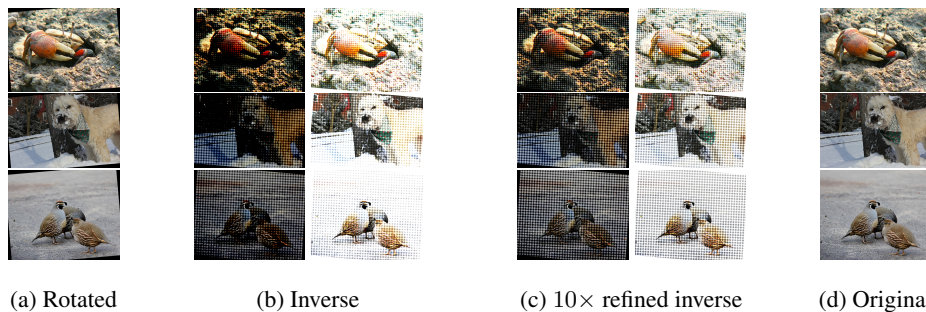 (a) Rotated
(b) Inverse
(c) 10× refined inverse
(d) Origina